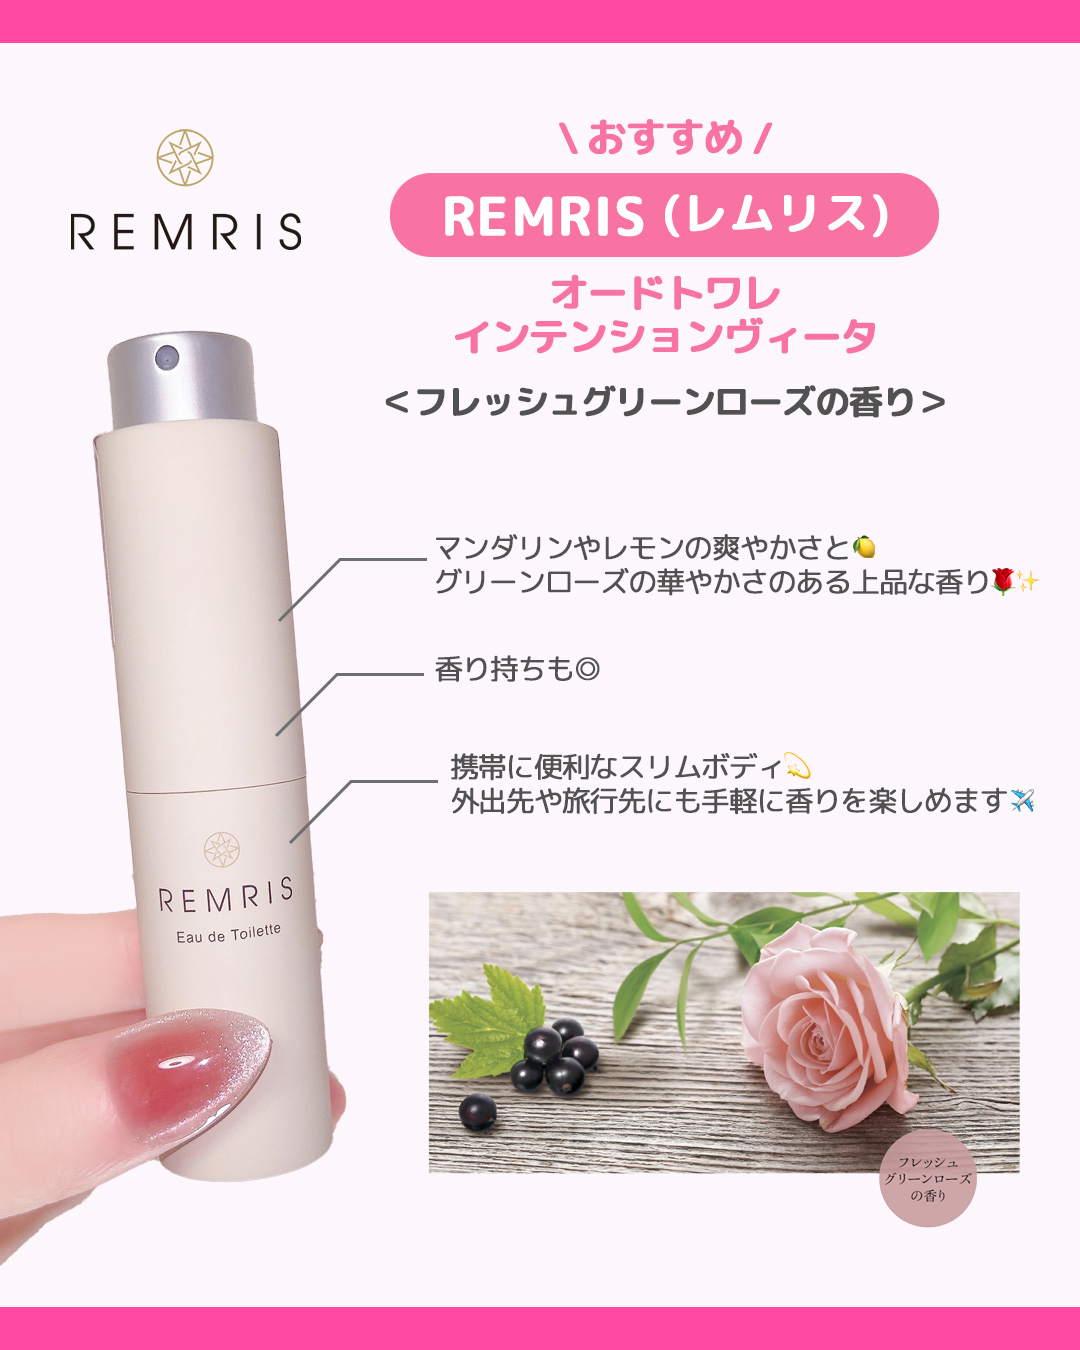 REMRIS
\ おすすめ /
REMRIS (レムリス)
オードトワレ
インテンションヴィータ
<フレッシュグリーンローズの香り>
マンダリンやレモンの爽やかさと🍋
グリーンローズの華やかさのある上品な香り🌹✨
香り持ちも◎
携帯に便利なスリムボディ💫
外出先や旅行先にも手軽に香りを楽しめます✈️
REMRIS
Eau de Toilette
フレッシュ
グリーンローズ
の香り